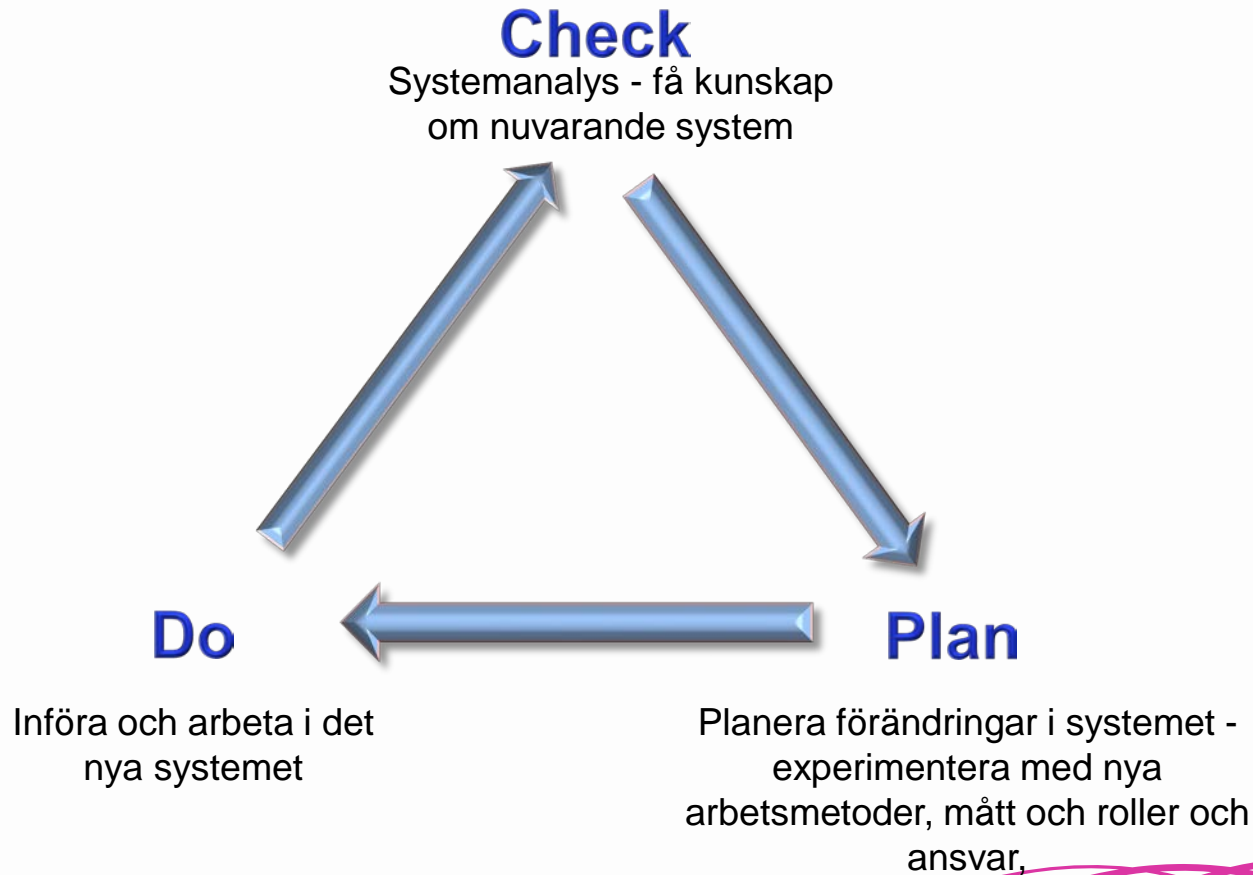 Check
Systemanalys - få kunskap
om nuvarande system
Do
Plan
Införa och arbeta i det
nya systemet
Planera förändringar i systemet -
experimentera med nya
arbetsmetoder, mått och roller och
ansvar,